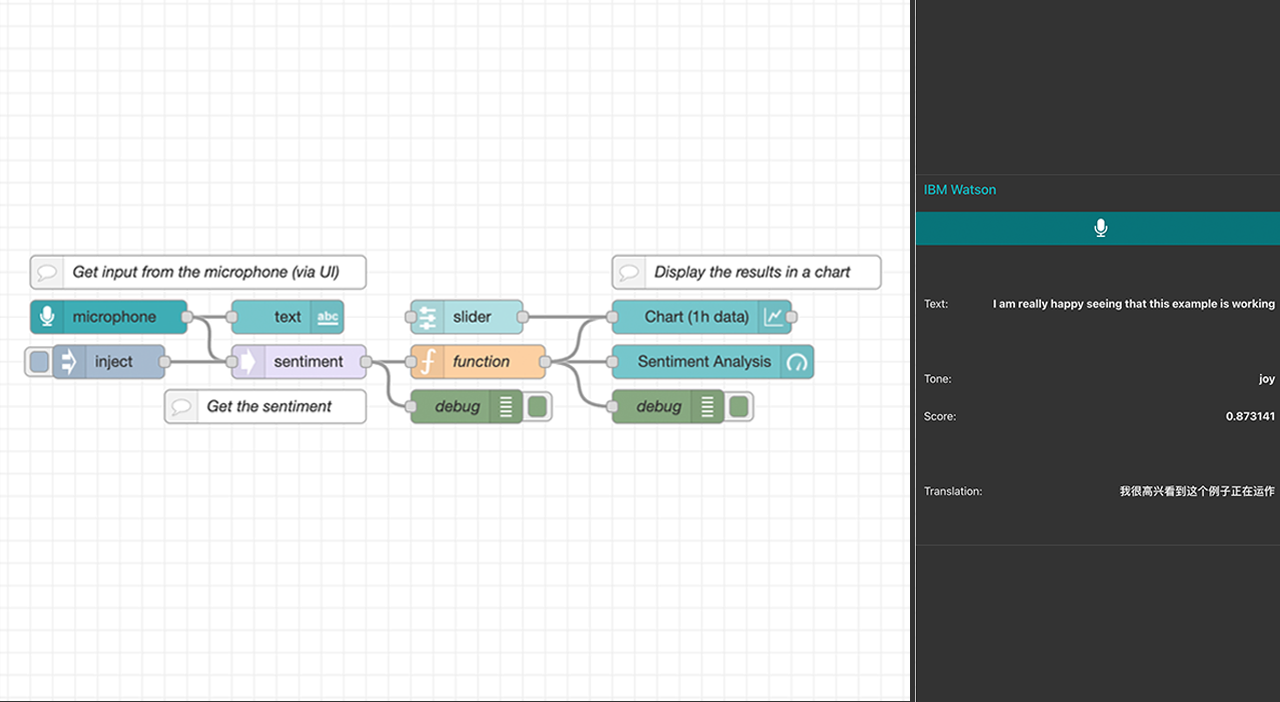 Get input from the microphone (via UI)
Display the results in a chart
microphone
text
abc
slider
Chart (1h data)
inject
sentiment
function
Sentiment Analysis
Get the sentiment
debug
debug
IBM Watson
Text: I am really happy seeing that this example is working
Tone: joy
Score: 0.873141
Translation: 我很高兴看到这个例子正在运作